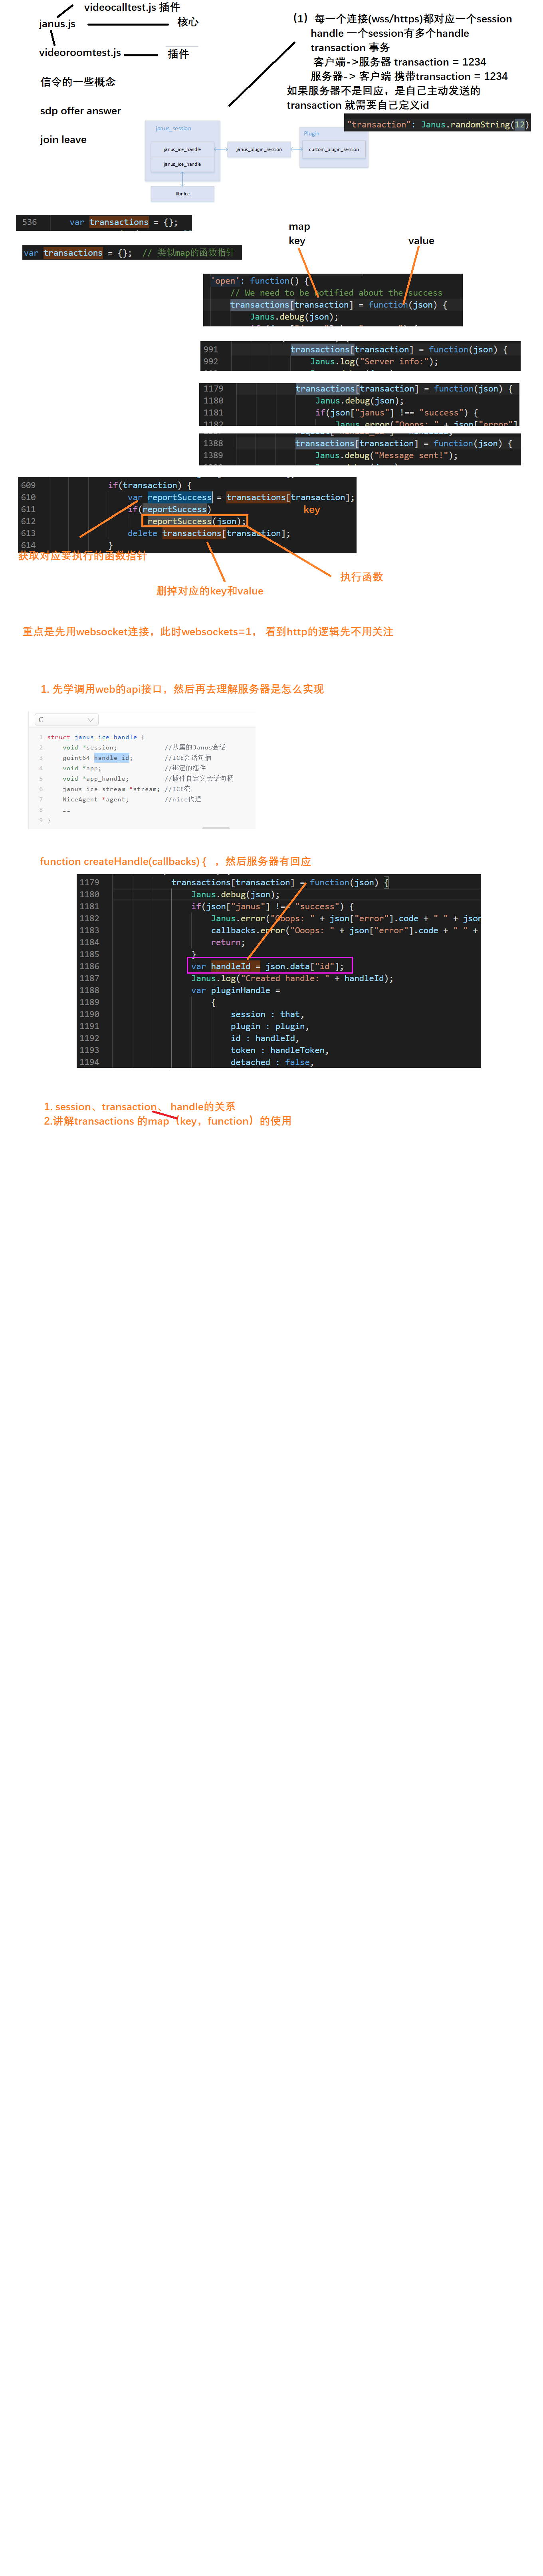 videocalltest.js 插件
janus.js
核心
videoroomtest.js
插件
信令的一些概念
sdp offer answer
join leave
（1）每一个连接(wss/https)都对应一个session
handle 一个session有多个handle
transaction 事务
客户端->服务器 transaction = 1234
服务器-> 客户端 携带transaction = 1234
如果服务器不是回应，是自己主动发送的
transaction 就需要自己定义id
"transaction": Janus.randomString(12)
janus_session
janus_ice_handle
janus_ice_handle
janus_plugin_session
Plugin
custom_plugin_session
libnice
536 var transactions = {};
var transactions = {}; // 类似map的函数指针
map
key
value
'open': function() {
// We need to be notified about the success
transactions[transaction] = function(json) {
Janus.debug(json);
991 transactions[transaction] = function(json) {
992 Janus.log("Server info:");
1179 transactions[transaction] = function(json) {
1180 Janus.debug(json);
1181 if(json["janus"] !== "success") {
1182 Janus.error("Ooops: " + json["error"]
1388 transactions[transaction] = function(json) {
1389 Janus.debug("Message sent!");
609 if(transaction) {
610 var reportSuccess = transactions[transaction];
611 if(reportSuccess)
key
612 reportSuccess(json);
613 delete transactions[transaction];
614 }
获取对应要执行的函数指针
执行函数
删掉对应的key和value
重点是先用websocket连接，此时websockets=1， 看到http的逻辑先不用关注
1. 先学调用web的api接口，然后再去理解服务器是怎么实现
C
1 struct janus_ice_handle {
2 void *session; //从属的Janus会话
3 guint64 handle_id; //ICE会话句柄
4 void *app; //绑定的插件
5 void *app_handle; //插件自定义会话句柄
6 janus_ice_stream *stream; //ICE流
7 NiceAgent *agent; //nice代理
8 ……
9 }
function createHandle(callbacks) { ，然后服务器有回应
1179 transactions[transaction] = function(json) {
1180 Janus.debug(json);
1181 if(json["janus"] !== "success") {
1182 Janus.error("Ooops: " + json["error"].code + " " + json
1183 callbacks.error("Ooops: " + json["error"].code + " " +
1184 return;
1185 }
1186 var handleId = json.data["id"];
1187 Janus.log("Created handle: " + handleId);
1188 var pluginHandle =
1189 {
1190 session : that,
1191 plugin : plugin,
1192 id : handleId,
1193 token : handleToken,
1194 detached : false,
1. session、transaction、 handle的关系
2.讲解transactions 的map（key，function）的使用